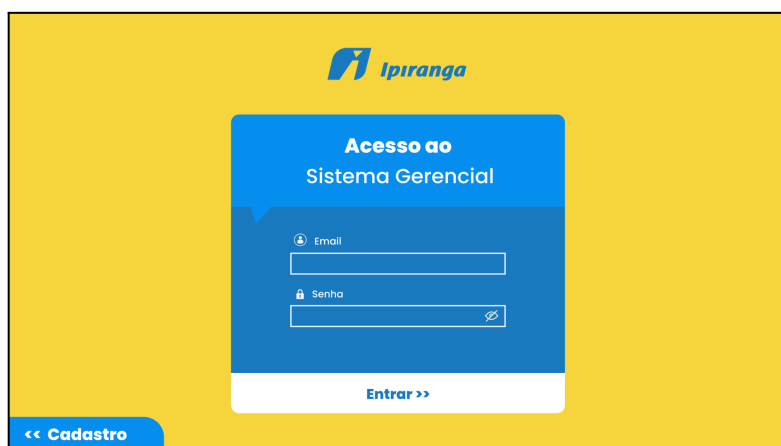 Ipiranga
Acesso ao
Sistema Gerencial
Email
Senha
Entrar >>
<< Cadastro